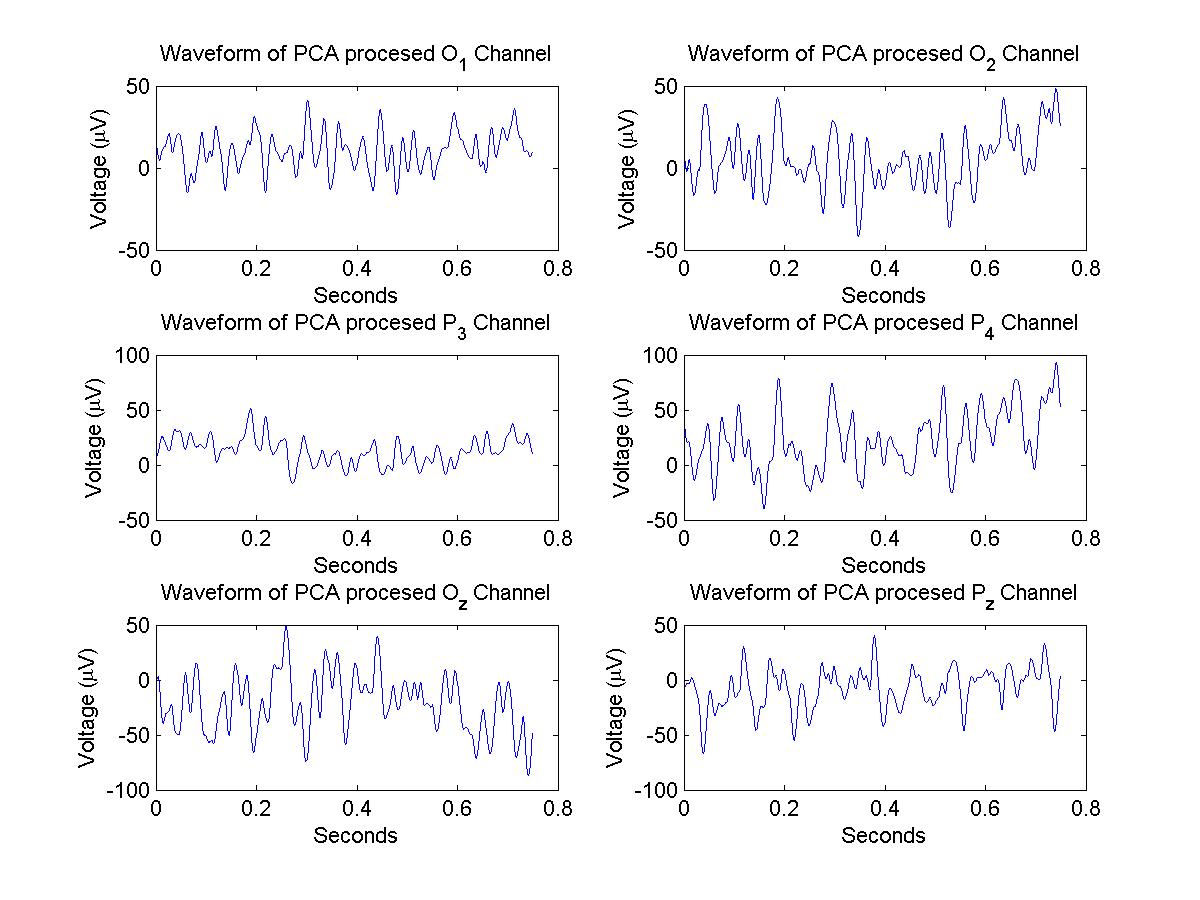 Waveform of PCA procesed O1 Channel
50
0
-50
Voltage (μV)
0 0.2 0.4 0.6 0.8
Seconds
Waveform of PCA procesed O2 Channel
50
0
-50
Voltage (μV)
0 0.2 0.4 0.6 0.8
Seconds
Waveform of PCA procesed P3 Channel
100
50
0
-50
Voltage (μV)
0 0.2 0.4 0.6 0.8
Seconds
Waveform of PCA procesed P4 Channel
100
50
0
-50
Voltage (μV)
0 0.2 0.4 0.6 0.8
Seconds
Waveform of PCA procesed Oz Channel
50
0
-50
-100
Voltage (μV)
0 0.2 0.4 0.6 0.8
Seconds
Waveform of PCA procesed Pz Channel
50
0
-50
-100
Voltage (μV)
0 0.2 0.4 0.6 0.8
Seconds